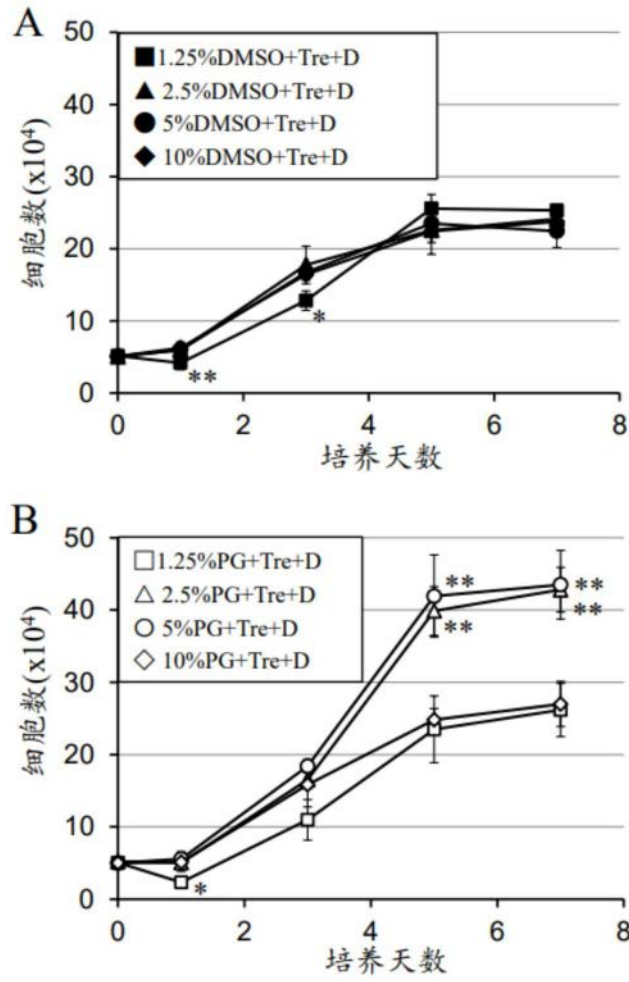 A
50
40
30
20
10
0
细胞数(x10⁴)
1.25%DMSO+Tre+D
2.5%DMSO+Tre+D
5%DMSO+Tre+D
10%DMSO+Tre+D
**
*
0 2 4 6 8
培养天数
B
50
40
30
20
10
0
细胞数(x10⁴)
1.25%PG+Tre+D
2.5%PG+Tre+D
5%PG+Tre+D
10%PG+Tre+D
** **
** **
*
0 2 4 6 8
培养天数